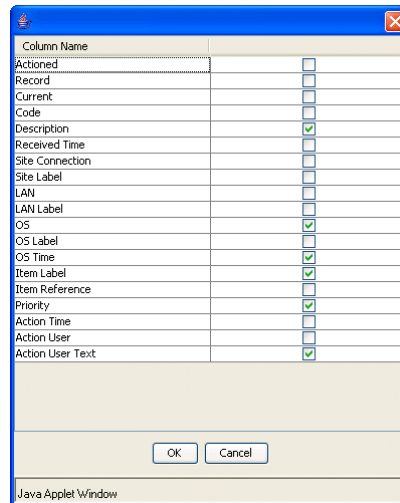 Column Name
Actioned
Record
Current
Code
Description
Received Time
Site Connection
Site Label
LAN
LAN Label
OS
OS Label
OS Time
Item Label
Item Reference
Priority
Action Time
Action User
Action User Text
OK Cancel
Java Applet Window